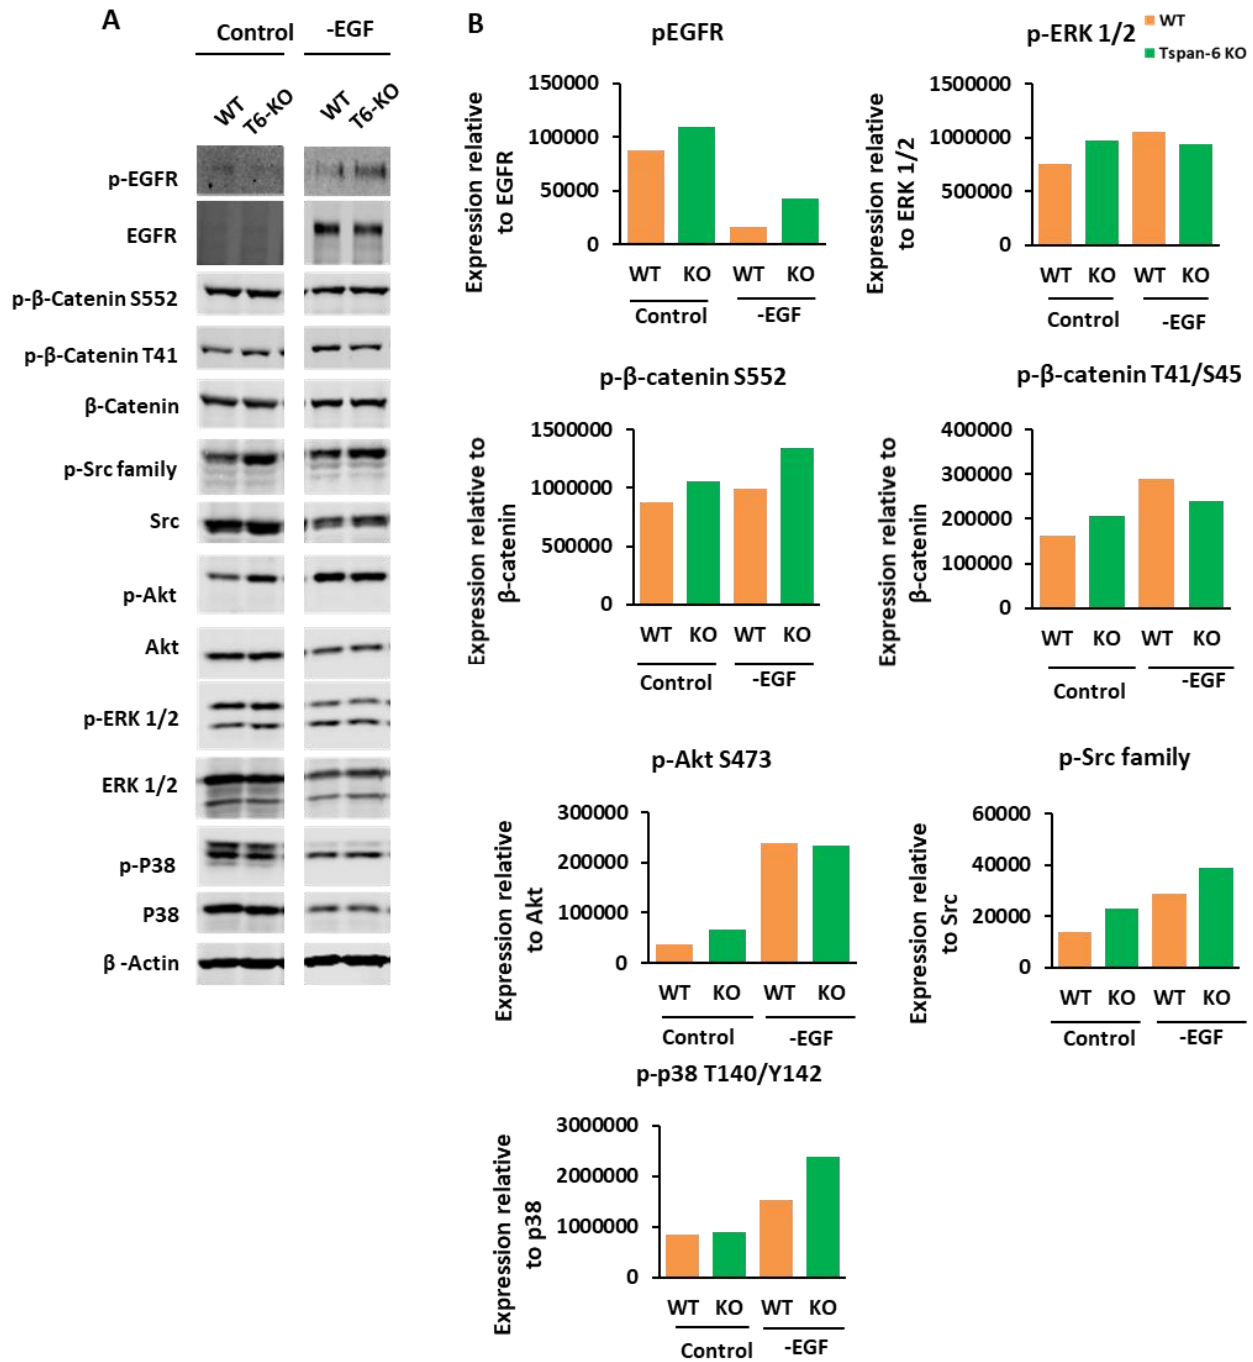 A
Control
-EGF
WT
T6-KO
WT
T6-KO
p-EGFR
EGFR
p-β-Catenin S552
p-β-Catenin T41
β-Catenin
p-Src family
Src
p-Akt
Akt
p-ERK 1/2
ERK 1/2
p-P38
P38
β -Actin
B
WT
Tspan-6 KO
pEGFR
Expression relative
to EGFR
150000
100000
50000
0
WT KO WT KO
Control -EGF
p-ERK 1/2
Expression relative
to ERK 1/2
1500000
1000000
500000
0
WT KO WT KO
Control -EGF
p-β-catenin S552
Expression relative to
β-catenin
1500000
1000000
500000
0
WT KO WT KO
Control -EGF
p-β-catenin T41/S45
Expression relative to
β-catenin
400000
300000
200000
100000
0
WT KO WT KO
Control -EGF
p-Akt S473
Expression relative
to Akt
300000
200000
100000
0
WT KO WT KO
Control -EGF
p-Src family
Expression relative
to Src
60000
40000
20000
0
WT KO WT KO
Control -EGF
p-p38 T140/Y142
Expression relative
to p38
3000000
2000000
1000000
0
WT KO WT KO
Control -EGF